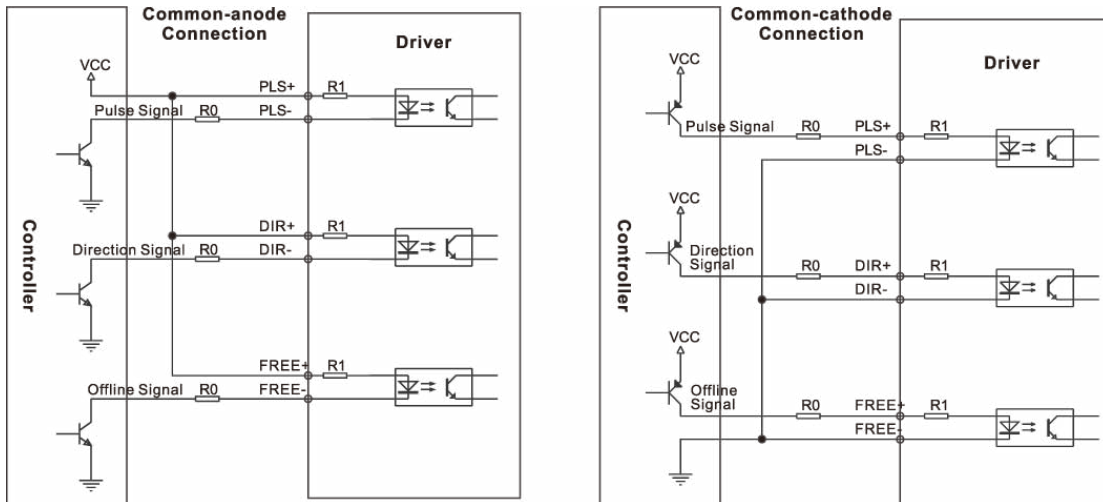 Common-anode
Connection
Driver
VCC
PLS+
R1
Pulse Signal
R0
PLS-
DIR+
R1
Direction Signal
R0
DIR-
Controller
FREE+
R1
Offline Signal
R0
FREE-
Common-cathode
Connection
Driver
VCC
Pulse Signal
R0
PLS+
R1
PLS-
VCC
Direction
Signal
R0
DIR+
R1
DIR-
Controller
VCC
Offline
Signal
R0
FREE+
R1
FREE-